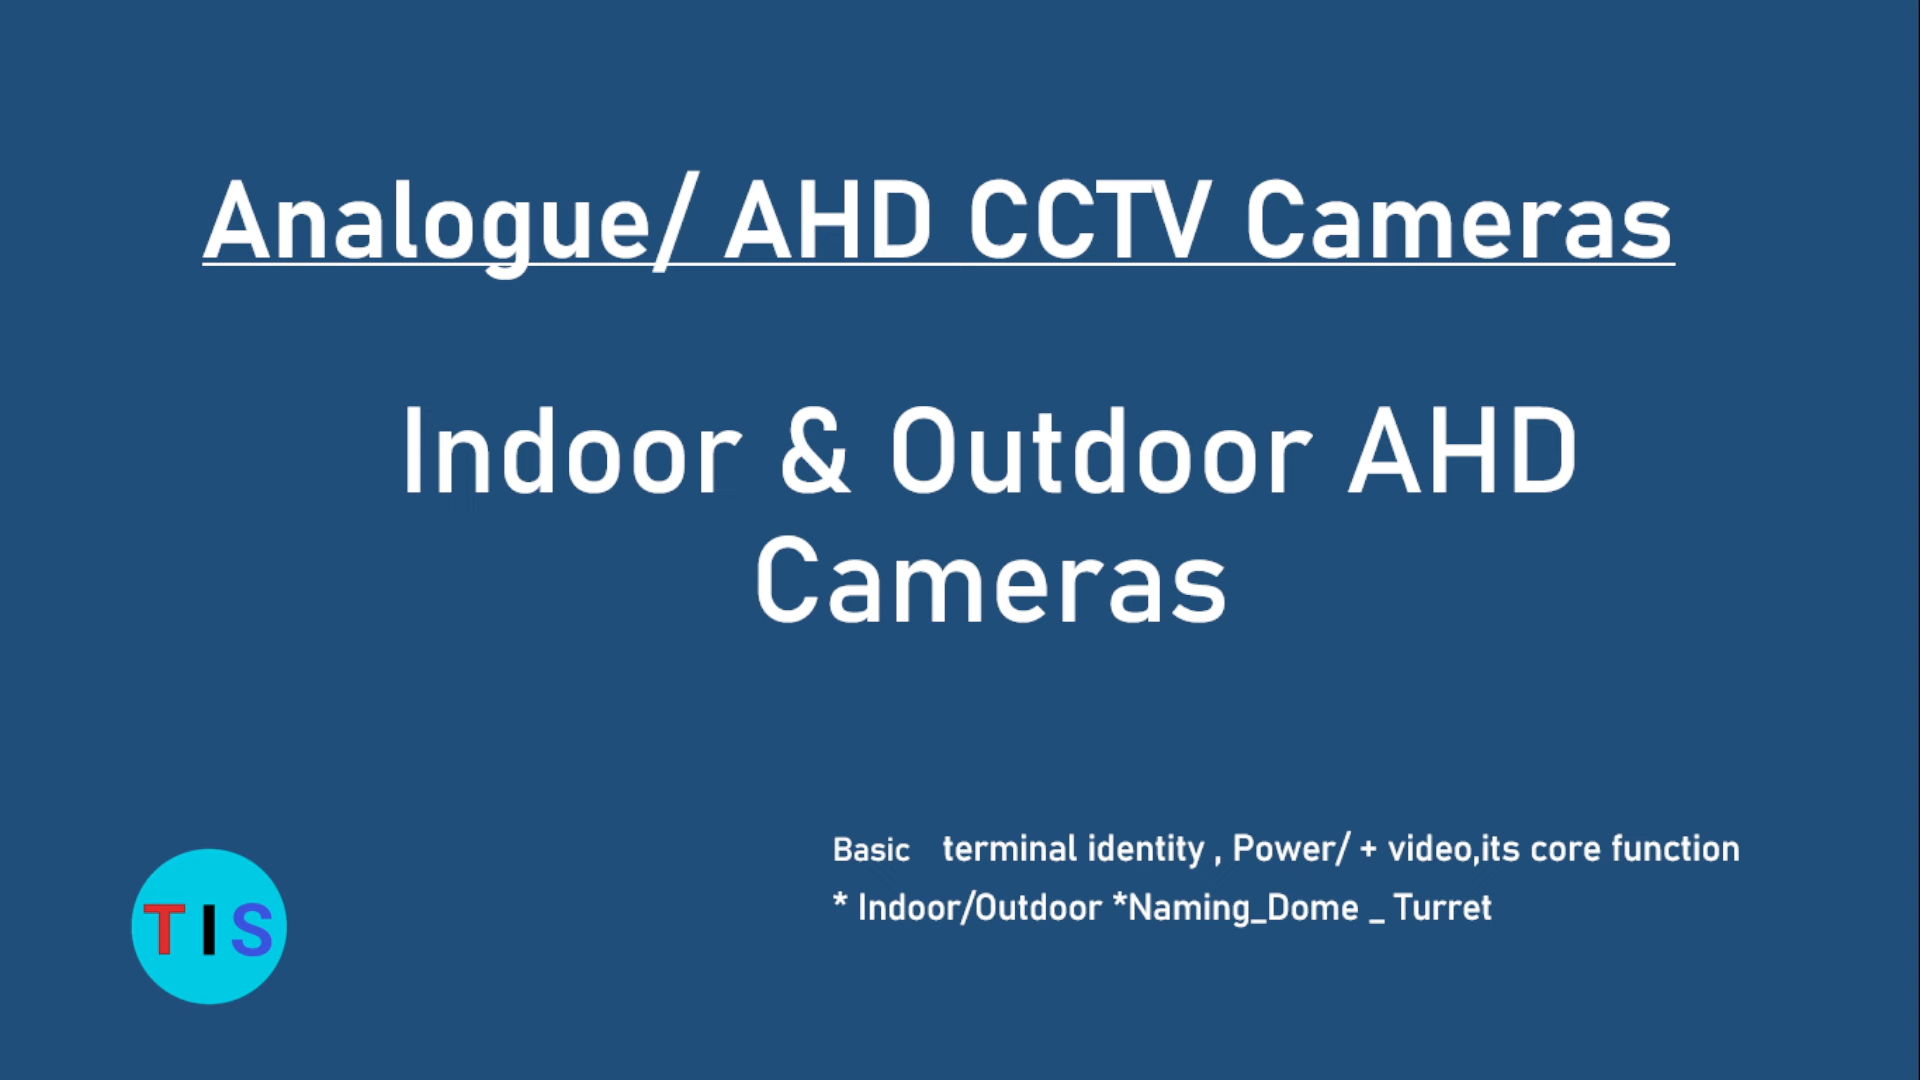 Analogue/ AHD CCTV Cameras
Indoor & Outdoor AHD
Cameras
Basic terminal identity , Power/ + video,its core function
* Indoor/Outdoor *Naming_Dome _ Turret
TIS